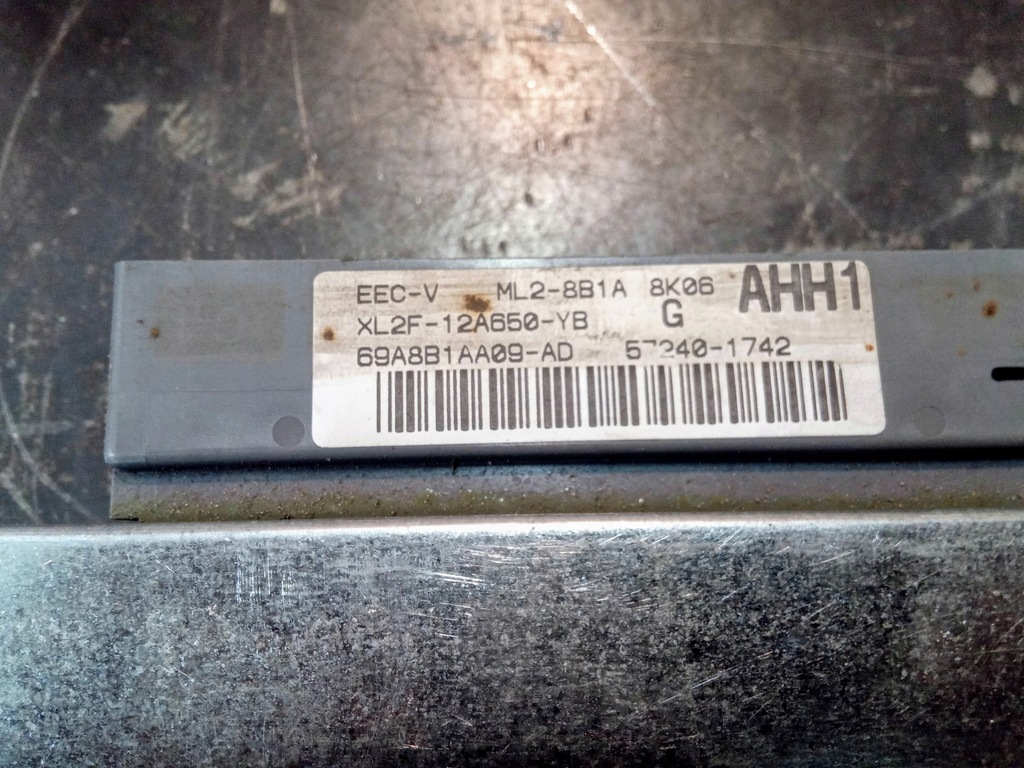 EEC-V ML2-8B1A 8K06 AHH1
XL2F-12A650-YB G
69A8B1AA09-AD 57240-1742